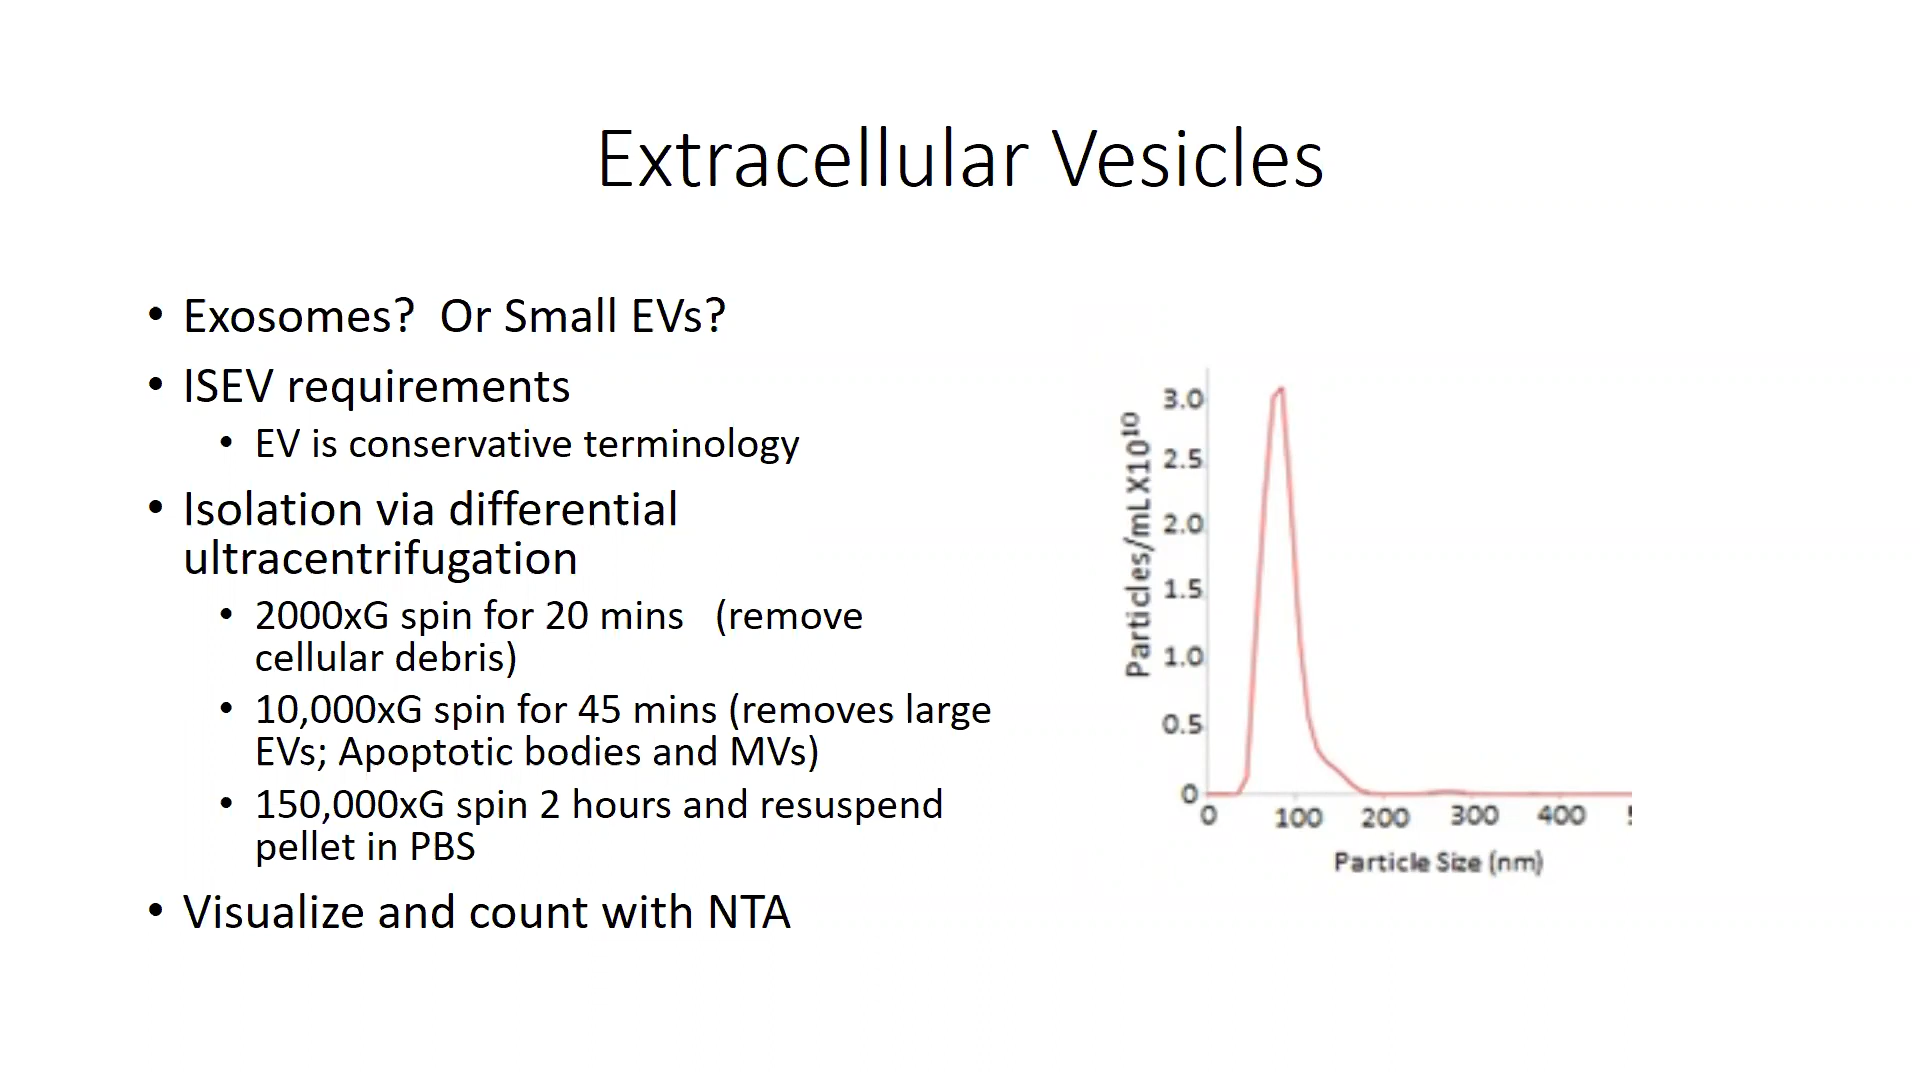 Extracellular Vesicles
• Exosomes?  Or Small EVs?
• ISEV requirements
• EV is conservative terminology
• Isolation via differential
ultracentrifugation
• 2000xG spin for 20 mins   (remove
cellular debris)
• 10,000xG spin for 45 mins (removes large
EVs; Apoptotic bodies and MVs)
• 150,000xG spin 2 hours and resuspend
pellet in PBS
• Visualize and count with NTA
Particles/mLX10¹⁰
3.0
2.5
2.0
1.5
1.0
0.5
0
0 100 200 300 400
Particle Size (nm)